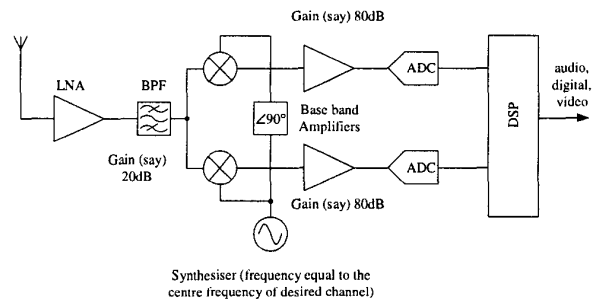 Gain (say) 80dB
LNA
BPF
ADC
audio,
digital,
video
∠90°
Base band
Amplifiers
DSP
Gain (say)
20dB
ADC
Gain (say) 80dB
Synthesiser (frequency equal to the
centre frequency of desired channel)